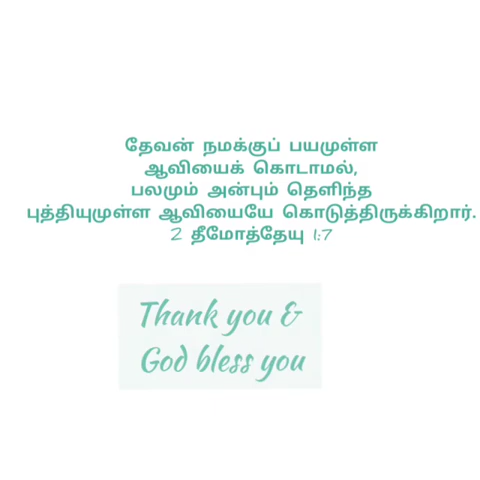 தேவன் நமக்குப் பயமுள்ள
ஆவியைக் கொடாமல்,
பலமும் அன்பும் தெளிந்த
புத்தியுமுள்ள ஆவியையே கொடுத்திருக்கிறார்.
2 தீமோத்தேயு 1:7
Thank you &
God bless you